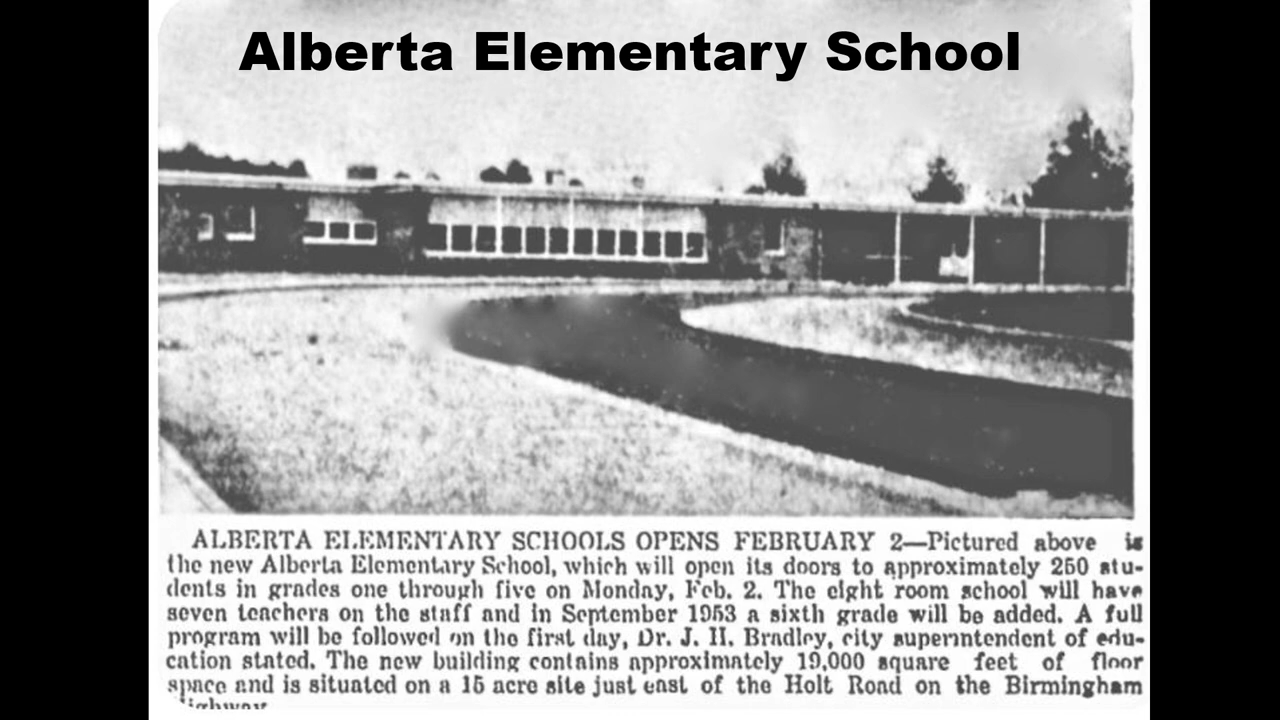 Alberta Elementary School
ALBERTA ELEMENTARY SCHOOLS OPENS FEBRUARY 2—Pictured above is
the new Alberta Elementary School, which will open its doors to approximately 250 stu-
dents in grades one through five on Monday, Feb. 2. The eight room school will have
seven teachers on the staff and in September 1953 a sixth grade will be added. A full
program will be followed on the first day, Dr. J. H. Bradley, city superintendent of edu-
cation stated. The new building contains approximately 19,000 square feet of floor
space and is situated on a 15 acre site just east of the Holt Road on the Birmingham
Highway